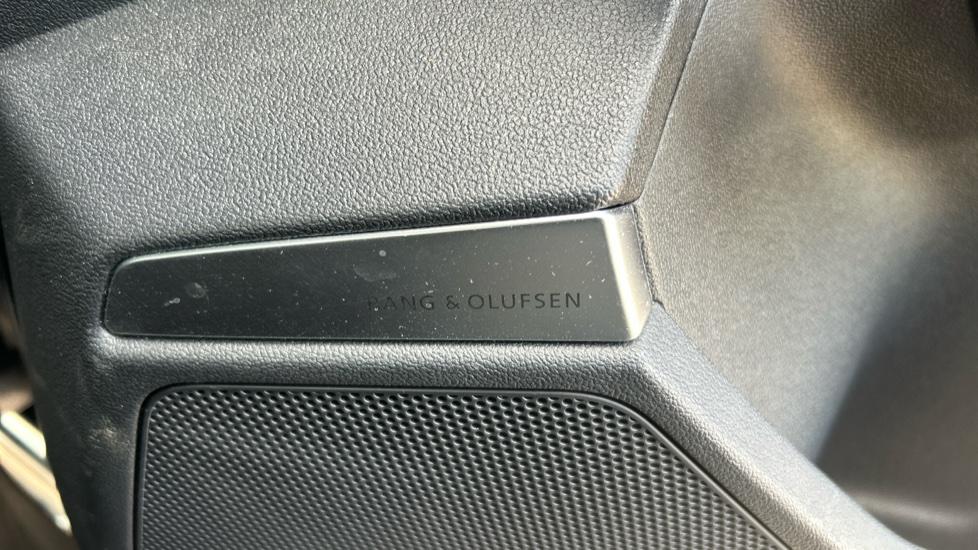 BANG & OLUFSEN